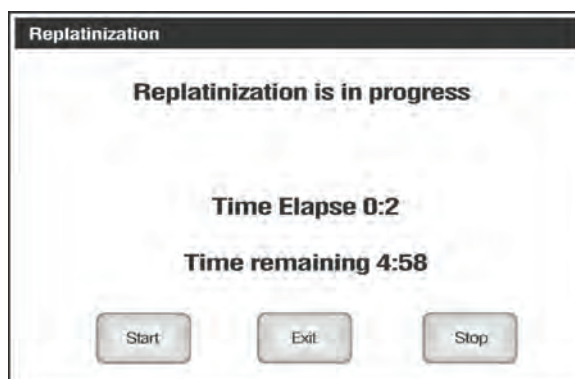 Replatinization
Replatinization is in progress
Time Elapse 0:2
Time remaining 4:58
Start Exit Stop